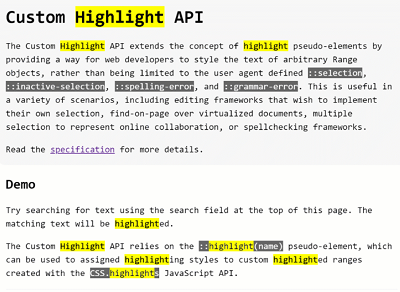 Custom Highlight API
The Custom Highlight API extends the concept of highlight pseudo-elements by
providing a way for web developers to style the text of arbitrary Range
objects, rather than being limited to the user agent defined ::selection,
::inactive-selection, ::spelling-error, and ::grammar-error. This is useful in
a variety of scenarios, including editing frameworks that wish to implement
their own selection, find-on-page over virtualized documents, multiple
selection to represent online collaboration, or spellchecking frameworks.
Read the specification for more details.
Demo
Try searching for text using the search field at the top of this page. The
matching text will be highlighted.
The Custom Highlight API relies on the ::highlight(name) pseudo-element, which
can be used to assigned highlighting styles to custom highlighted ranges
created with the CSS.highlights JavaScript API.